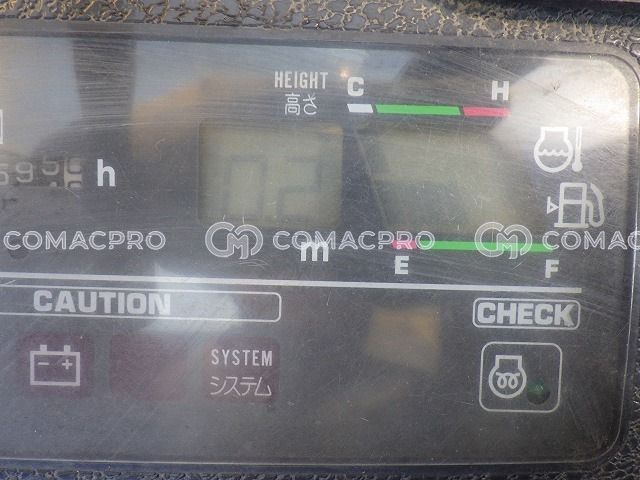 HEIGHT C H
高さ
h
COMACPRO COMACPRO COMAC
m E F
CAUTION CHECK
SYSTEM
システム